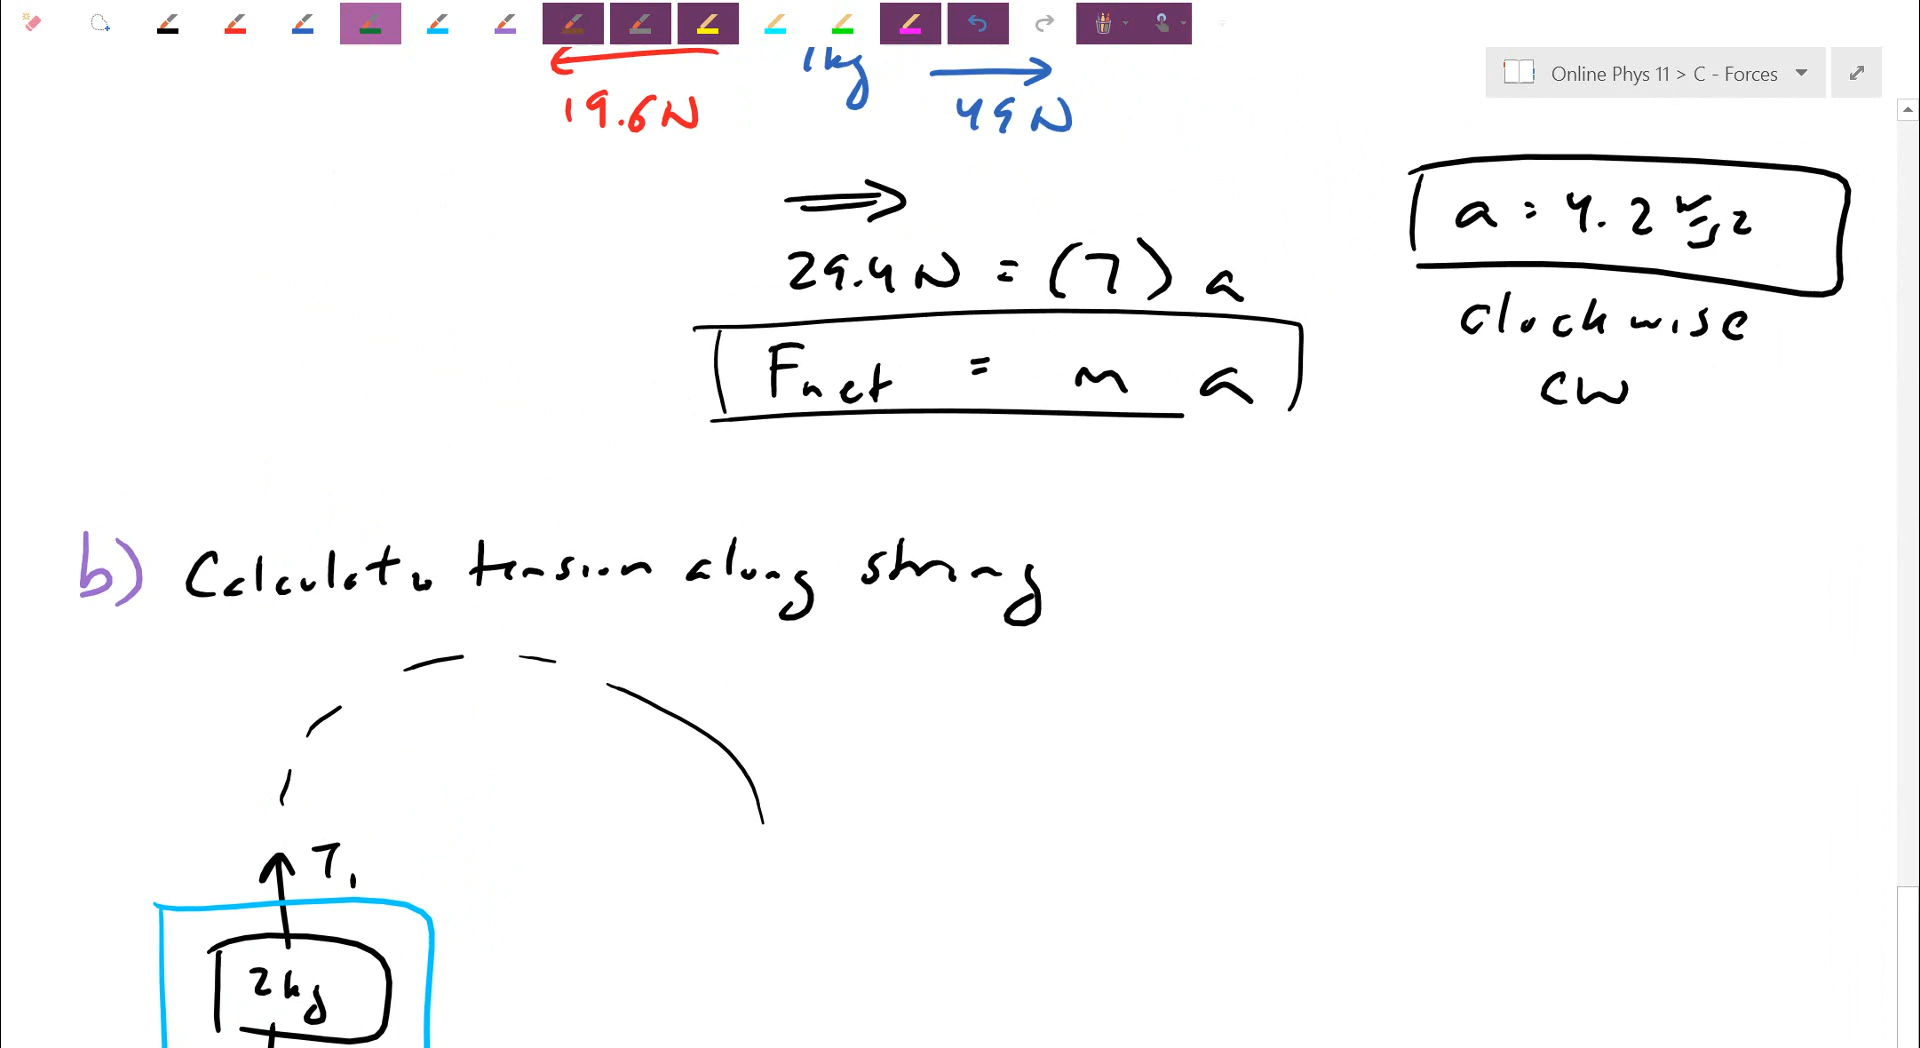 1kg
Online Phys 11 > C - Forces
19.6N
49N
a = 4.2 m/s2
29.4N = (7) a
clockwise
Fnet = m a
CW
b) Calculate tension along string
T1
2kg